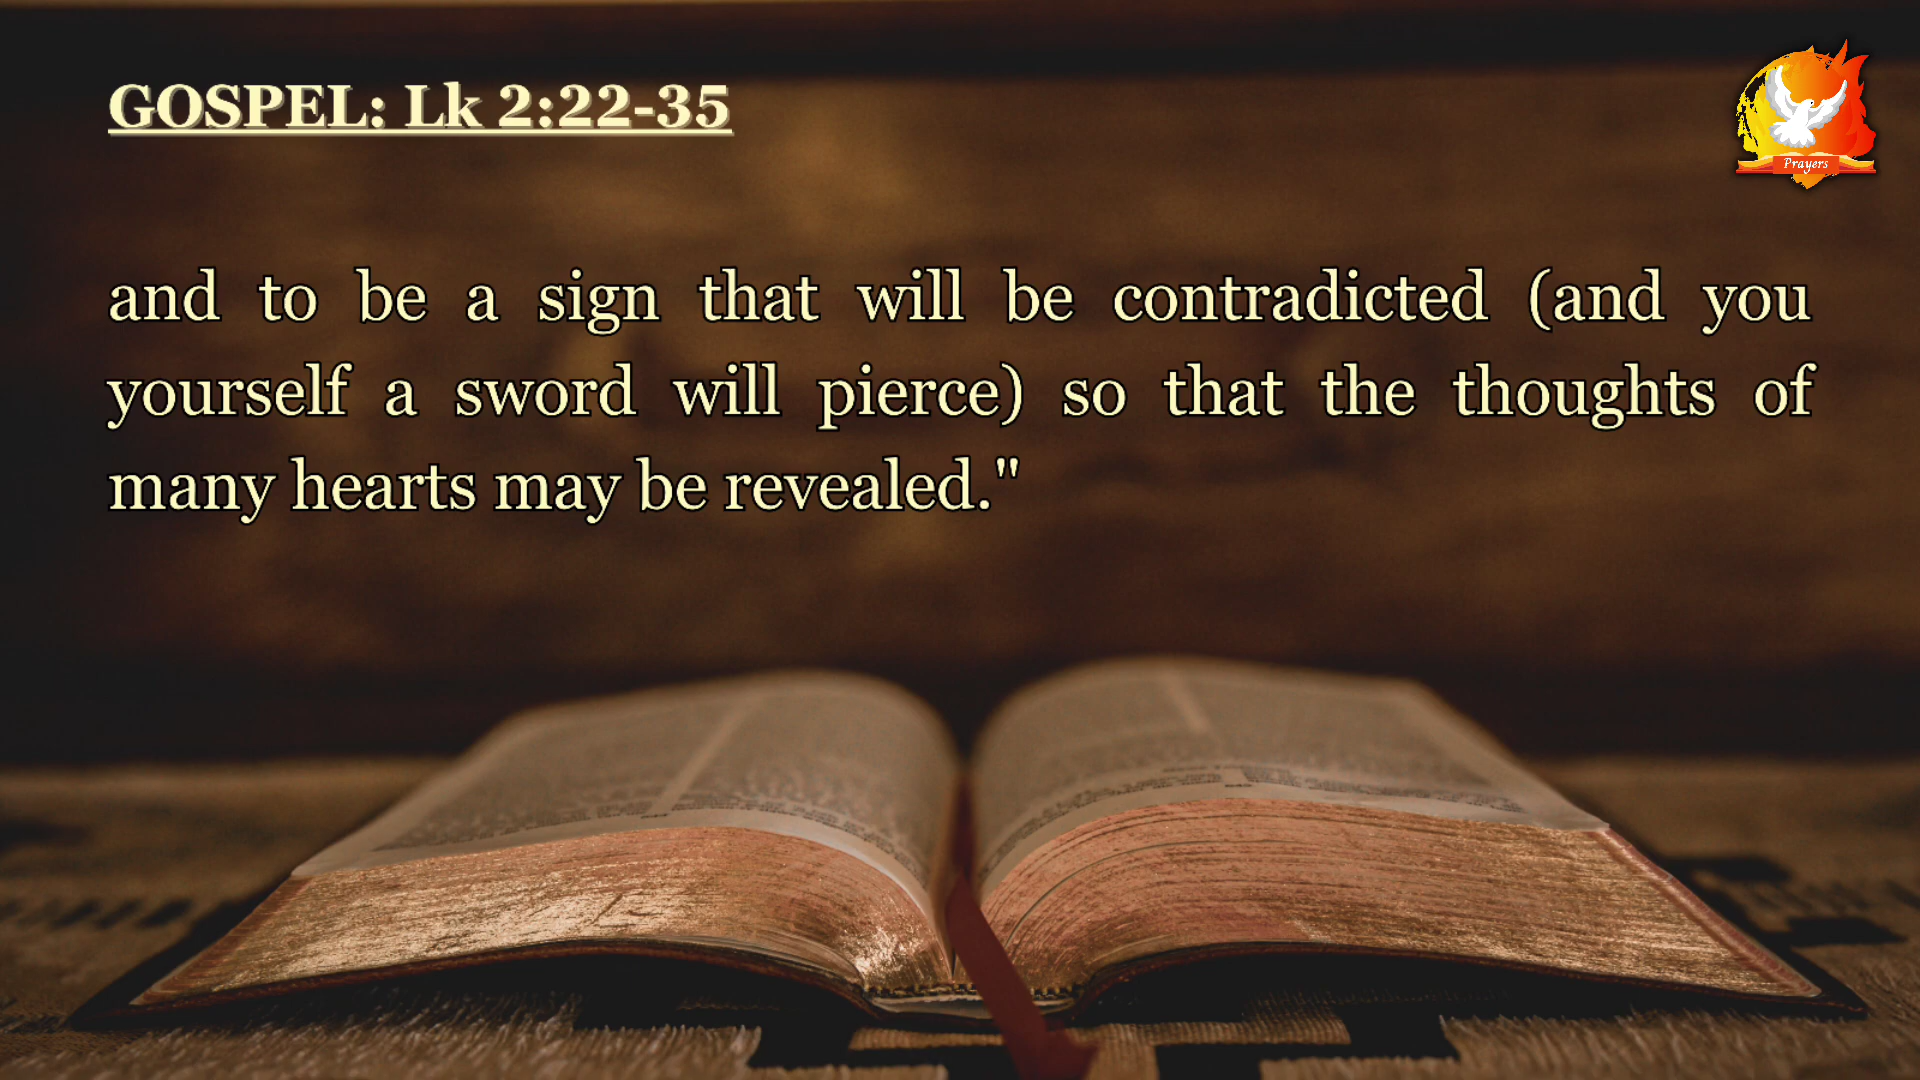 GOSPEL: Lk 2:22-35
Prayers
and to be a sign that will be contradicted (and you
yourself a sword will pierce) so that the thoughts of
many hearts may be revealed."